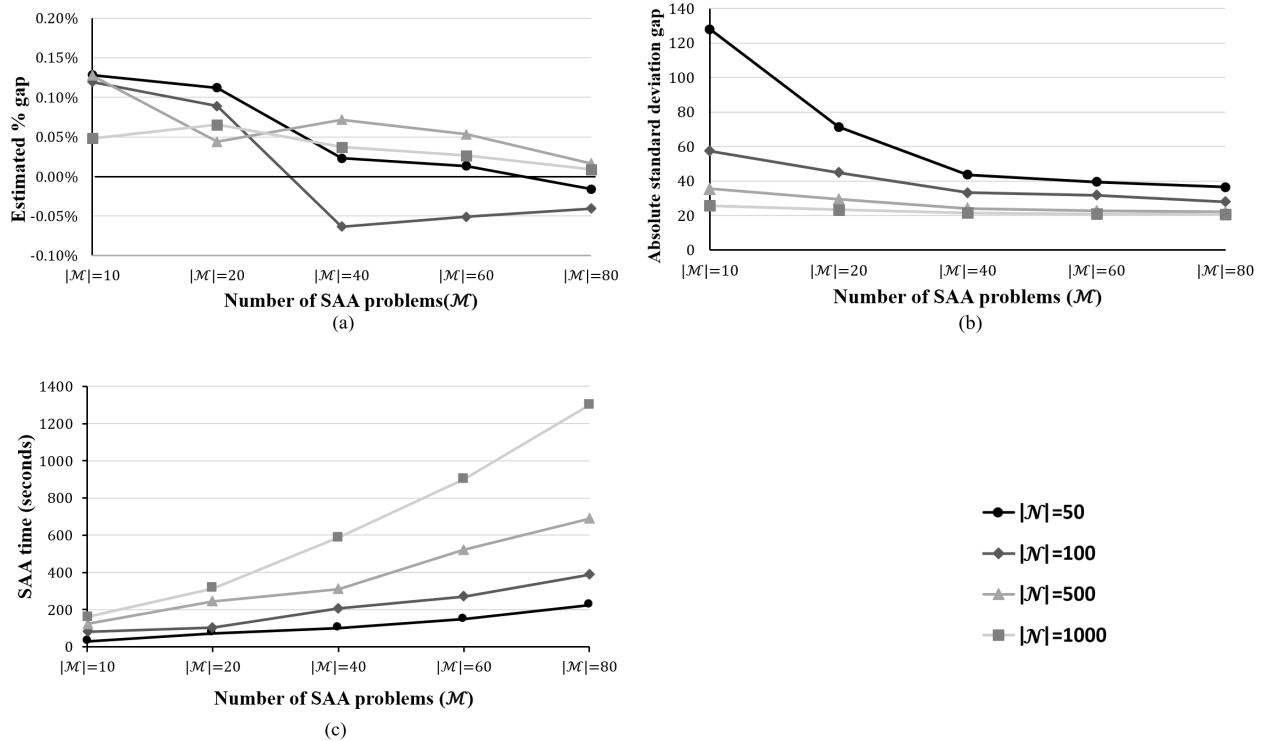 Estimated % gap
0.20%
0.15%
0.10%
0.05%
0.00%
-0.05%
-0.10%
|ℳ|=10 |ℳ|=20 |ℳ|=40 |ℳ|=60 |ℳ|=80
Number of SAA problems(ℳ)
(a)
Absolute standard deviation gap
140
120
100
80
60
40
20
0
|ℳ|=10 |ℳ|=20 |ℳ|=40 |ℳ|=60 |ℳ|=80
Number of SAA problems (ℳ)
(b)
SAA time (seconds)
1400
1200
1000
800
600
400
200
0
|ℳ|=10 |ℳ|=20 |ℳ|=40 |ℳ|=60 |ℳ|=80
Number of SAA problems (ℳ)
(c)
|𝒩|=50
|𝒩|=100
|𝒩|=500
|𝒩|=1000